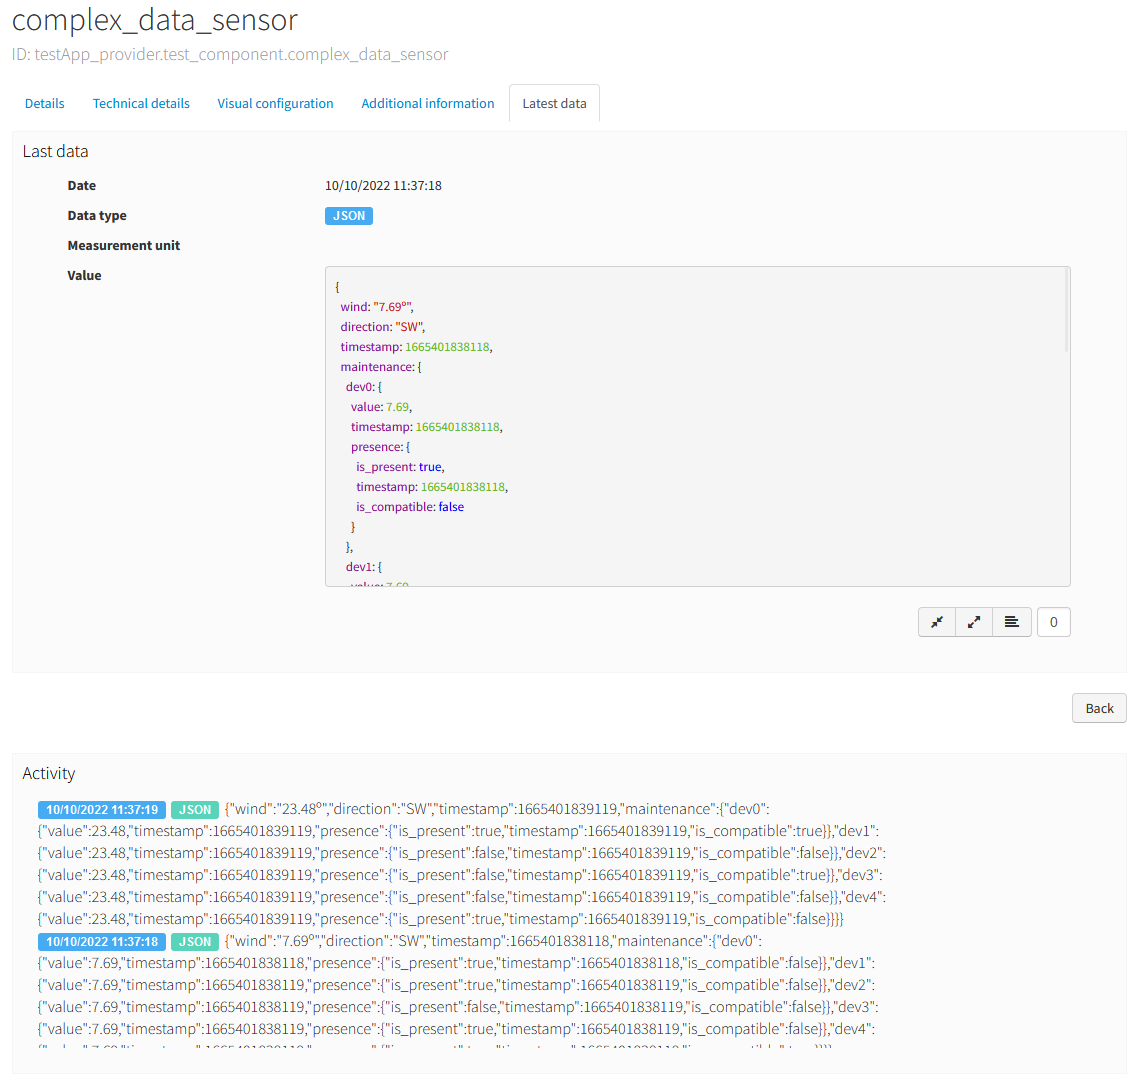 complex_data_sensor
ID: testApp_provider.test_component.complex_data_sensor
Details Technical details Visual configuration Additional information Latest data
Last data
Date 10/10/2022 11:37:18
Data type JSON
Measurement unit
Value
{
wind: "7.69º",
direction: "SW",
timestamp: 1665401838118,
maintenance: {
dev0: {
value: 7.69,
timestamp: 1665401838118,
presence: {
is_present: true,
timestamp: 1665401838118,
is_compatible: false
}
},
dev1: {
value: 7.69
0
Back
Activity
10/10/2022 11:37:19 JSON {"wind":"23.48º","direction":"SW","timestamp":1665401839119,"maintenance":{"dev0":
{"value":23.48,"timestamp":1665401839119,"presence":{"is_present":true,"timestamp":1665401839119,"is_compatible":true}},"dev1":
{"value":23.48,"timestamp":1665401839119,"presence":{"is_present":false,"timestamp":1665401839119,"is_compatible":false}},"dev2":
{"value":23.48,"timestamp":1665401839119,"presence":{"is_present":false,"timestamp":1665401839119,"is_compatible":true}},"dev3":
{"value":23.48,"timestamp":1665401839119,"presence":{"is_present":false,"timestamp":1665401839119,"is_compatible":false}},"dev4":
{"value":23.48,"timestamp":1665401839119,"presence":{"is_present":true,"timestamp":1665401839119,"is_compatible":false}}}}
10/10/2022 11:37:18 JSON {"wind":"7.69º","direction":"SW","timestamp":1665401838118,"maintenance":{"dev0":
{"value":7.69,"timestamp":1665401838118,"presence":{"is_present":true,"timestamp":1665401838118,"is_compatible":false}},"dev1":
{"value":7.69,"timestamp":1665401838119,"presence":{"is_present":true,"timestamp":1665401838119,"is_compatible":false}},"dev2":
{"value":7.69,"timestamp":1665401838119,"presence":{"is_present":false,"timestamp":1665401838119,"is_compatible":false}},"dev3":
{"value":7.69,"timestamp":1665401838119,"presence":{"is_present":true,"timestamp":1665401838119,"is_compatible":false}},"dev4":